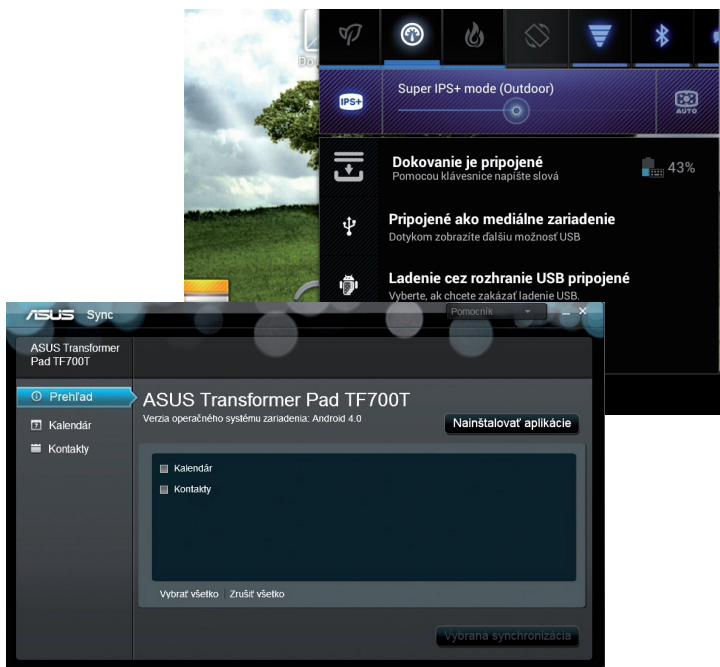 Super IPS+ mode (Outdoor)
IPS+
AUTO
Dokovanie je pripojené
Pomocou klávesnice napíšte slová
43%
Pripojené ako mediálne zariadenie
Dotykom zobrazíte ďalšiu možnosť USB
Ladenie cez rozhranie USB pripojené
Vyberte, ak chcete zakázať ladenie USB.
ASUS Sync
Pomocník
ASUS Transformer
Pad TF700T
Prehľad
Kalendár
Kontakty
ASUS Transformer Pad TF700T
Verzia operačného systému zariadenia: Android 4.0
Nainštalovať aplikácie
Kalendár
Kontakty
Vybrať všetko Zrušiť všetko
Vybraná synchronizácia